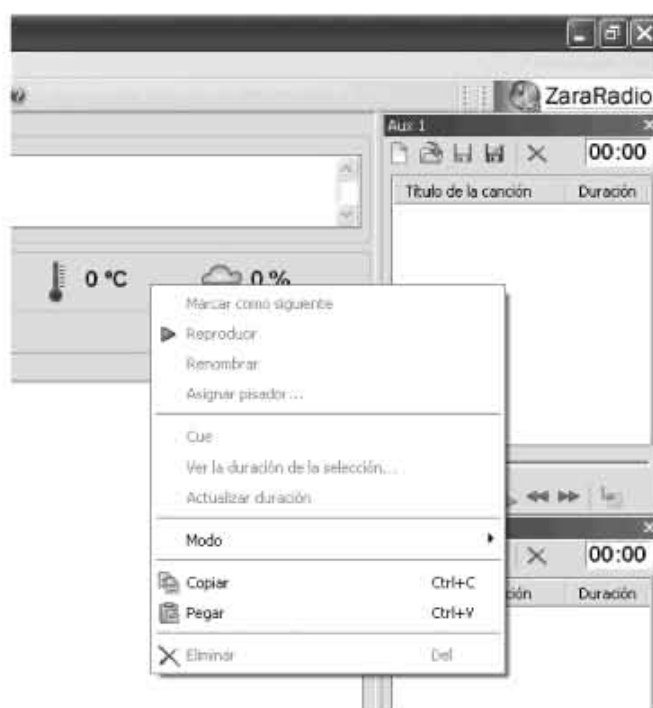 ZaraRadio
Aux 1
00:00
Título de la canción Duración
0 ºC 0 %
Marcar como siguiente
Reproducir
Renombrar
Asignar pisador...
Cue
Ver la duración de la selección...
Actualizar duración
Modo
00:00
Copiar Ctrl+C
ción Duración
Pegar Ctrl+V
Eliminar Del